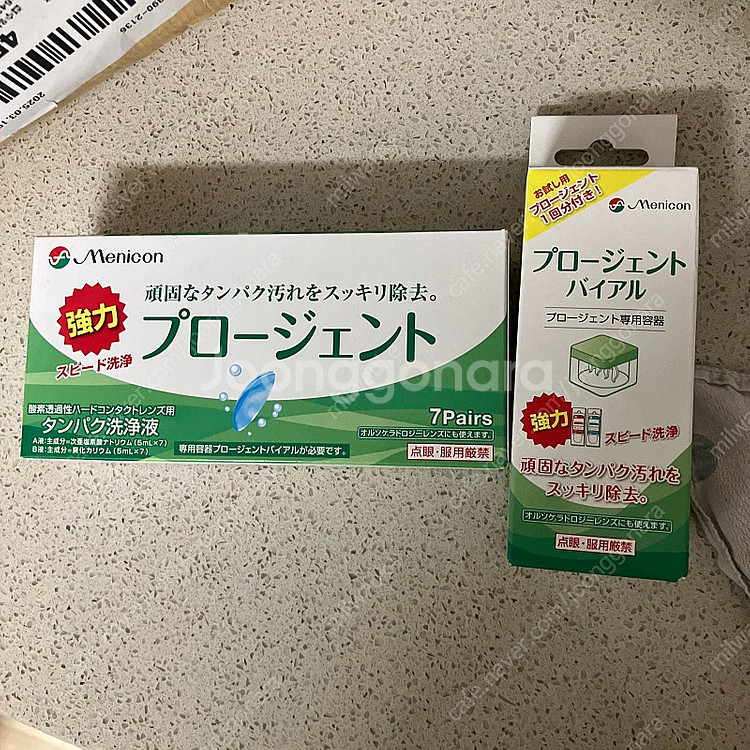 2025.03.1
Menicon
頑固なタンパク汚れをスッキリ除去。
強力
スピード洗浄
プロージェント
酸素透過性ハードコンタクトレンズ用
タンパク洗浄液
A液:主成分=次亜塩素酸ナトリウム(5mL×7)
B液:主成分=臭化カリウム(5mL×7)
専用容器プロージェントバイアルが必要です。
7Pairs
オルソケラトロジーレンズにも使えます。
点眼・服用厳禁
お試し用
プロージェント
1回分付き!
Menicon
プロージェント
バイアル
プロージェント専用容器
強力
スピード洗浄
頑固なタンパク汚れを
スッキリ除去。
オルソケラトロジーレンズにも使えます。
点眼・服用厳禁
Joonggonara
cafe.naver.com/joonggonara